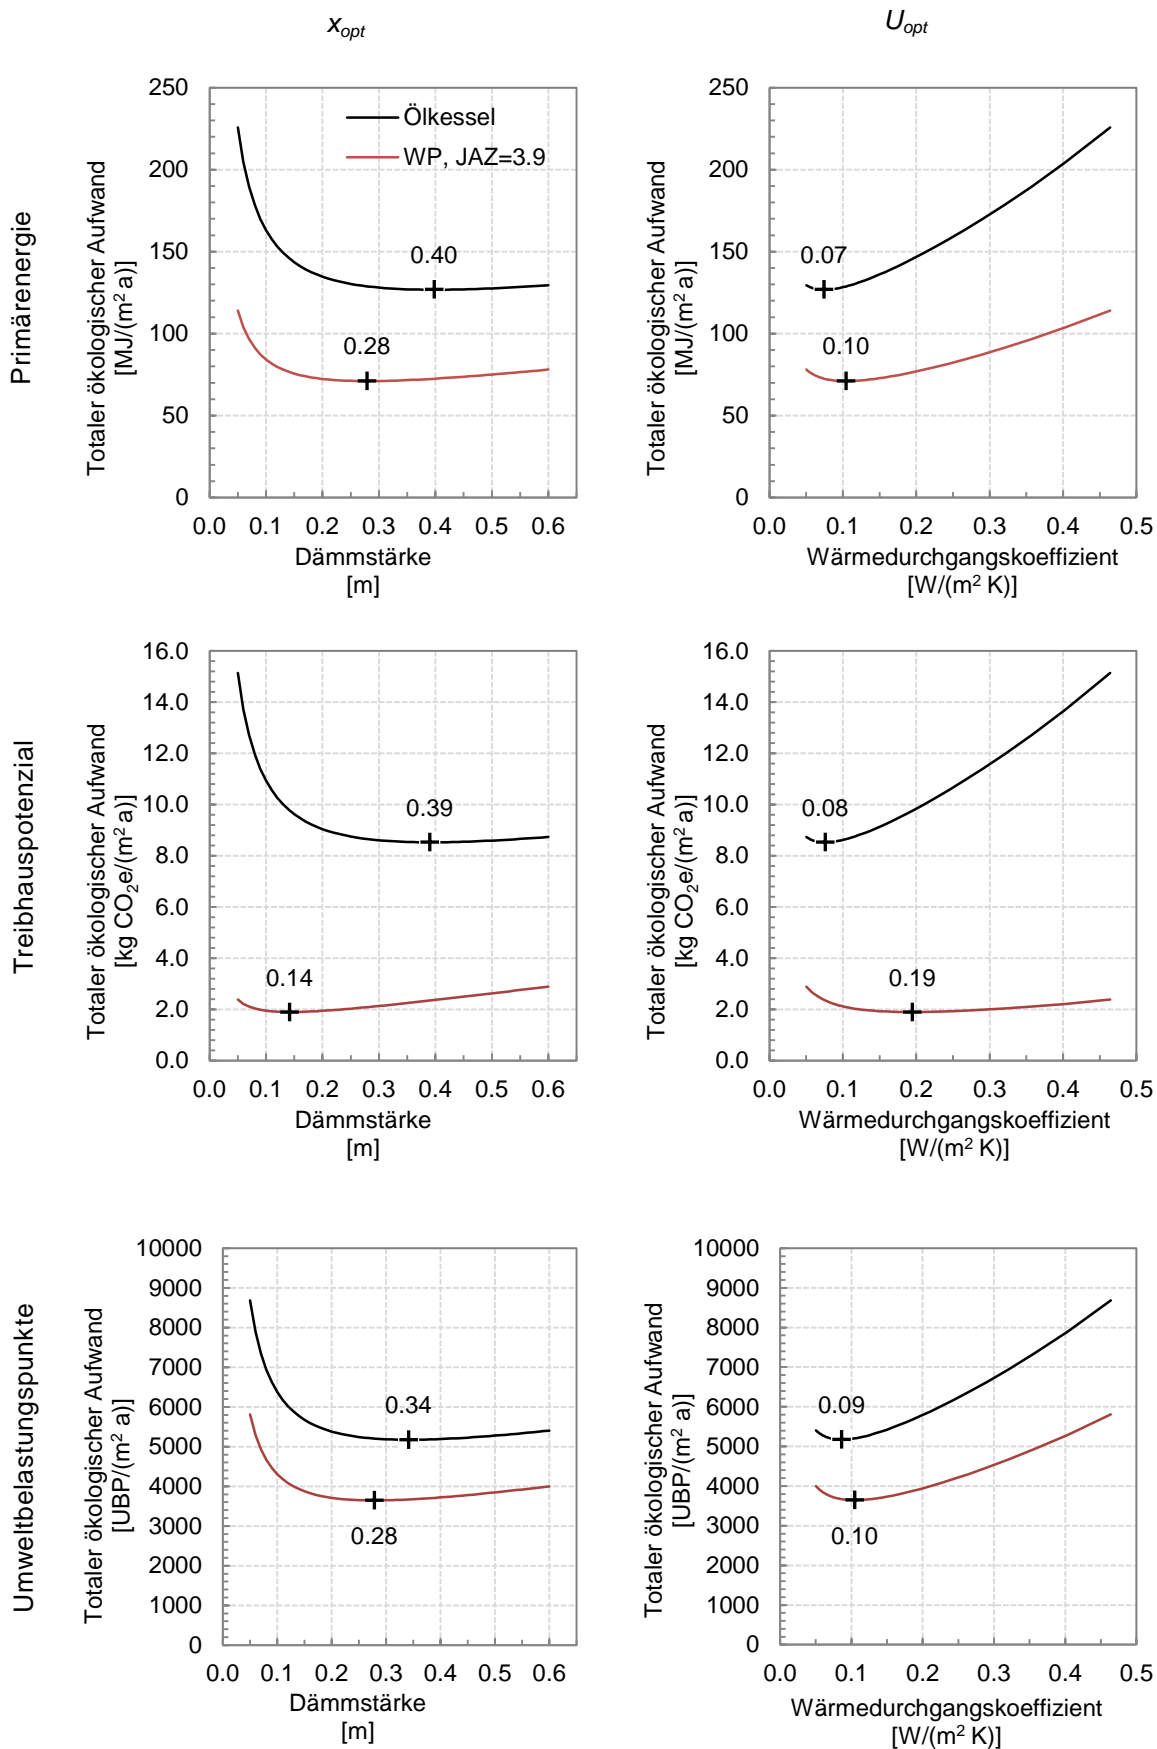 x_opt
U_opt
Primärenergie
Totaler ökologischer Aufwand
[MJ/(m² a)]
250
200
150
100
50
0
Ölkessel
WP, JAZ=3.9
0.40
0.28
0.0 0.1 0.2 0.3 0.4 0.5 0.6
Dämmstärke
[m]
Totaler ökologischer Aufwand
[MJ/(m² a)]
250
200
150
100
50
0
0.07
0.10
0.0 0.1 0.2 0.3 0.4 0.5
Wärmedurchgangskoeffizient
[W/(m² K)]
Treibhauspotenzial
Totaler ökologischer Aufwand
[kg CO₂e/(m² a)]
16.0
14.0
12.0
10.0
8.0
6.0
4.0
2.0
0.0
0.39
0.14
0.0 0.1 0.2 0.3 0.4 0.5 0.6
Dämmstärke
[m]
Totaler ökologischer Aufwand
[kg CO₂e/(m² a)]
16.0
14.0
12.0
10.0
8.0
6.0
4.0
2.0
0.0
0.08
0.19
0.0 0.1 0.2 0.3 0.4 0.5
Wärmedurchgangskoeffizient
[W/(m² K)]
Umweltbelastungspunkte
Totaler ökologischer Aufwand
[UBP/(m² a)]
10000
9000
8000
7000
6000
5000
4000
3000
2000
1000
0
0.34
0.28
0.0 0.1 0.2 0.3 0.4 0.5 0.6
Dämmstärke
[m]
Totaler ökologischer Aufwand
[UBP/(m² a)]
10000
9000
8000
7000
6000
5000
4000
3000
2000
1000
0
0.09
0.10
0.0 0.1 0.2 0.3 0.4 0.5
Wärmedurchgangskoeffizient
[W/(m² K)]